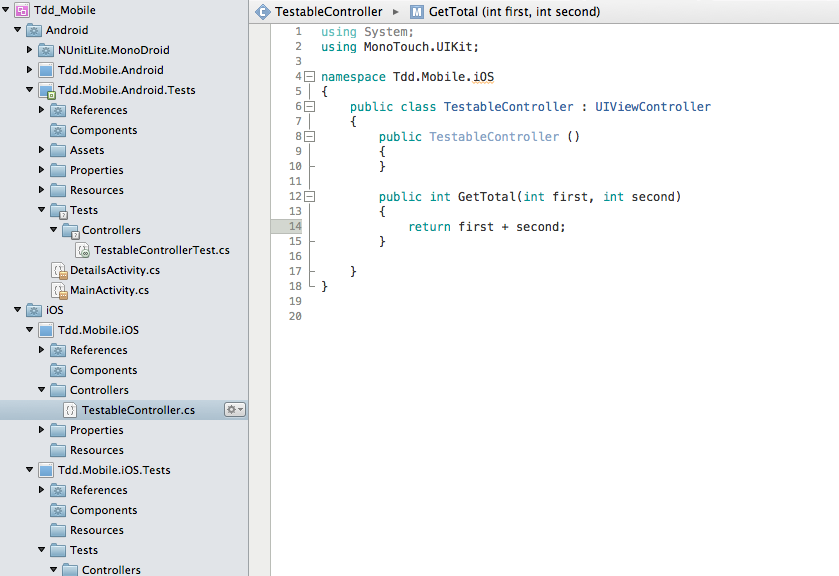 Tdd_Mobile
Android
NUnitLite.MonoDroid
Tdd.Mobile.Android
Tdd.Mobile.Android.Tests
References
Components
Assets
Properties
Resources
Tests
Controllers
TestableControllerTest.cs
DetailsActivity.cs
MainActivity.cs
iOS
Tdd.Mobile.iOS
References
Components
Controllers
TestableController.cs
Properties
Resources
Tdd.Mobile.iOS.Tests
References
Components
Resources
Tests
Controllers
C TestableController ▸ M GetTotal (int first, int second)
1 using System;
2 using MonoTouch.UIKit;
3
4 namespace Tdd.Mobile.iOS
5 {
6 public class TestableController : UIViewController
7 {
8 public TestableController ()
9 {
10 }
11
12 public int GetTotal(int first, int second)
13 {
14 return first + second;
15 }
16
17 }
18 }
19
20